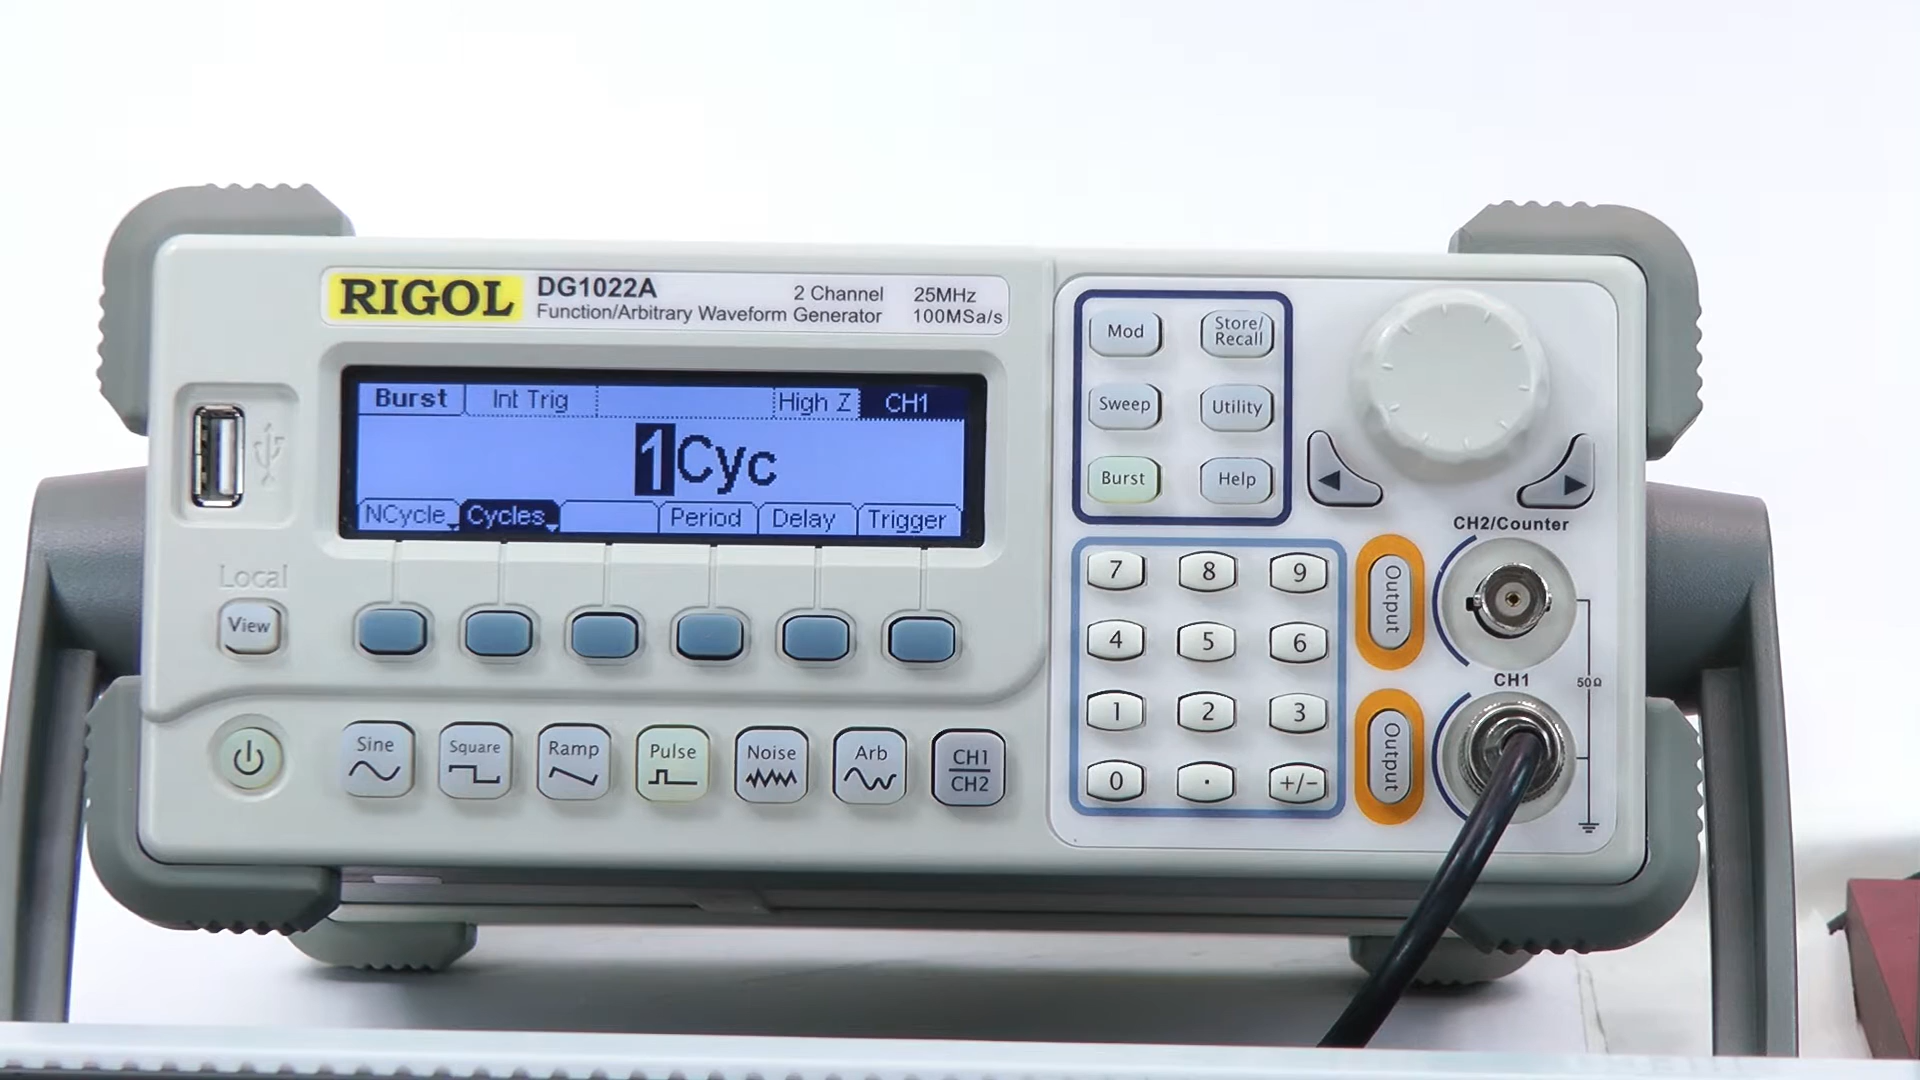 RIGOL DG1022A 2 Channel 25MHz
Function/Arbitrary Waveform Generator 100MSa/s
Burst Int Trig High Z CH1
1Cyc
NCycle Cycles Period Delay Trigger
Local
View
Sine Square Ramp Pulse Noise Arb CH1
CH2
Mod Store/
Recall
Sweep Utility
Burst Help
7 8 9
4 5 6
1 2 3
0 . +/-
Output
Output
CH2/Counter
CH1
50Ω